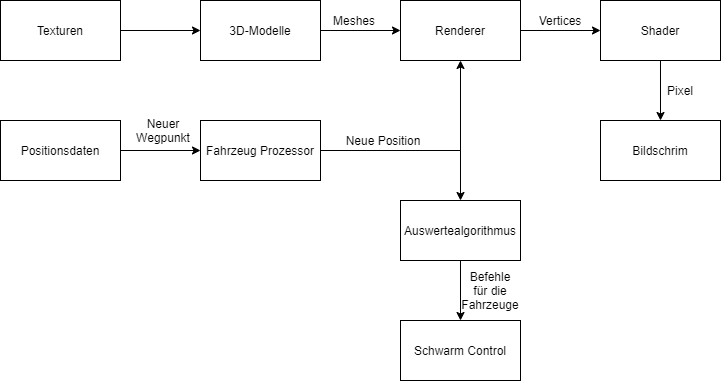 Texturen
3D-Modelle
Meshes
Renderer
Vertices
Shader
Pixel
Positionsdaten
Neuer
Wegpunkt
Fahrzeug Prozessor
Neue Position
Bildschrim
Auswertealgorithmus
Befehle
für die
Fahrzeuge
Schwarm Control